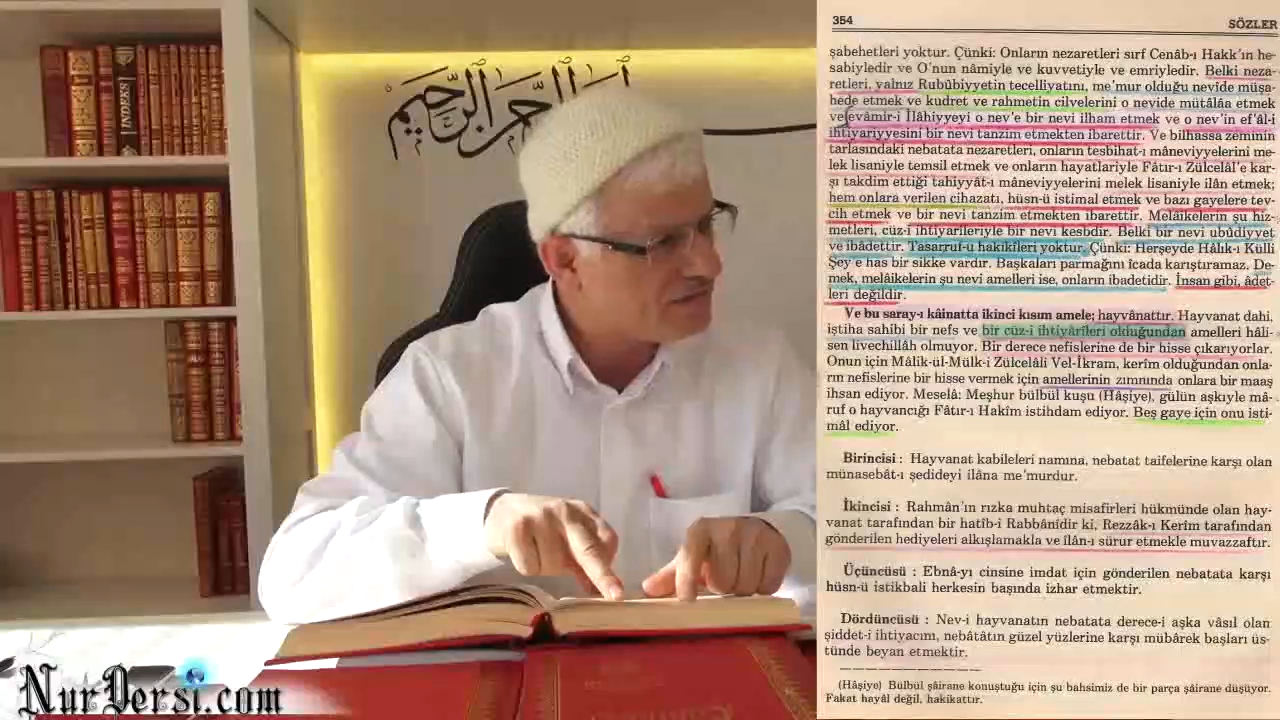 INDEKS
الرحمن الرحيم
NurDersi.com
354
SÖZLER
şabehetleri yoktur. Çünki: Onların nezaretleri sırf Cenâb-ı Hakk'ın he-
sabiyledir ve O'nun nâmiyle ve kuvvetiyle ve emriyledir. Belki neza-
retleri, yalnız Rubûbiyyetin tecelliyatını, me'mur olduğu nevide müşa-
hede etmek ve kudret ve rahmetin cilvelerini o nevide mütâlâa etmek
ve evâmir-i İlâhiyyeyi o nev'e bir nevi ilham etmek ve o nev'in ef'âl-i
ihtiyariyyesini bir nevi tanzim etmekten ibarettir. Ve bilhassa zeminin
tarlasındaki nebatata nezaretleri, onların tesbihat-ı mâneviyyelerini me-
lek lisaniyle temsil etmek ve onların hayatlariyle Fâtır-ı Zülcelâl'e kar-
şı takdim ettiği tahiyyât-ı mâneviyyelerini melek lisaniyle ilân etmek;
hem onlara verilen cihazatı, hüsn-ü istimal etmek ve bazı gayelere tev-
cih etmek ve bir nevi tanzim etmekten ibarettir. Melâikelerin şu hiz-
metleri, cüz-i ihtiyarîleriyle bir nevi kesbdir. Belki bir nevi ubûdiyyet
ve ibâdettir. Tasarruf-u hakikîleri yoktur. Çünki: Herşeyde Hâlık-ı Külli
Şey'e has bir sikke vardır. Başkaları parmağını îcada karıştıramaz. De-
mek, melâikelerin şu nevi amelleri ise, onların ibadetidir. İnsan gibi, âdet-
leri değildir.
Ve bu saray-ı kâinatta ikinci kısım amele; hayvanattır. Hayvanat dahi,
iştiha sahibi bir nefs ve bir cüz-i ihtiyârîleri olduğundan amelleri hâli-
sen livechillâh olmuyor. Bir derece nefislerine de bir hisse çıkarıyorlar.
Onun için Mâlik-ül-Mülk-i Zülcelâli Vel-İkram, kerîm olduğundan onla-
rın nefislerine bir hisse vermek için amellerinin zımnında onlara bir maaş
ihsan ediyor. Meselâ: Meşhur bülbül kuşu (Hâşiye), gülün aşkıyle mâ-
ruf o hayvancığı Fâtır-ı Hakîm istihdam ediyor. Beş gaye için onu isti-
mâl ediyor.
Birincisi : Hayvanat kabileleri namına, nebatat taifelerine karşı olan
münasebât-ı şedideyi ilâna me'murdur.
İkincisi : Rahmân'ın rızka muhtaç misafirleri hükmünde olan hay-
vanat tarafından bir hatîb-i Rabbânîdir ki, Rezzâk-ı Kerîm tarafından
gönderilen hediyeleri alkışlamakla ve ilân-ı sürur etmekle muvazzaftır.
Üçüncüsü : Ebnâ-yı cinsine imdat için gönderilen nebatata karşı
hüsn-ü istikbali herkesin başında izhar etmektir.
Dördüncüsü : Nev-i hayvanatın nebatata derece-i aşka vâsıl olan
şiddet-i ihtiyacım, nebâtâtın güzel yüzlerine karşı mübârek başları üs-
tünde beyan etmektir.
(Hâşiye) Bülbül şâirane konuştuğu için şu bahsimiz de bir parça şâirane düşüyor.
Fakat hayâl değil, hakikattır.